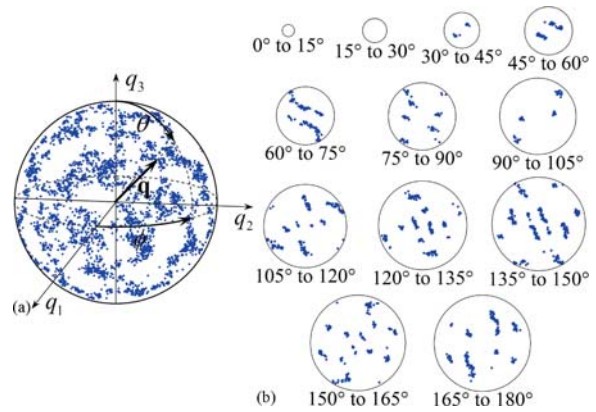 q3
θ
q
q2
φ
(a)
q1
0° to 15°
15° to 30°
30° to 45°
45° to 60°
60° to 75°
75° to 90°
90° to 105°
105° to 120°
120° to 135°
135° to 150°
150° to 165°
(b)
165° to 180°